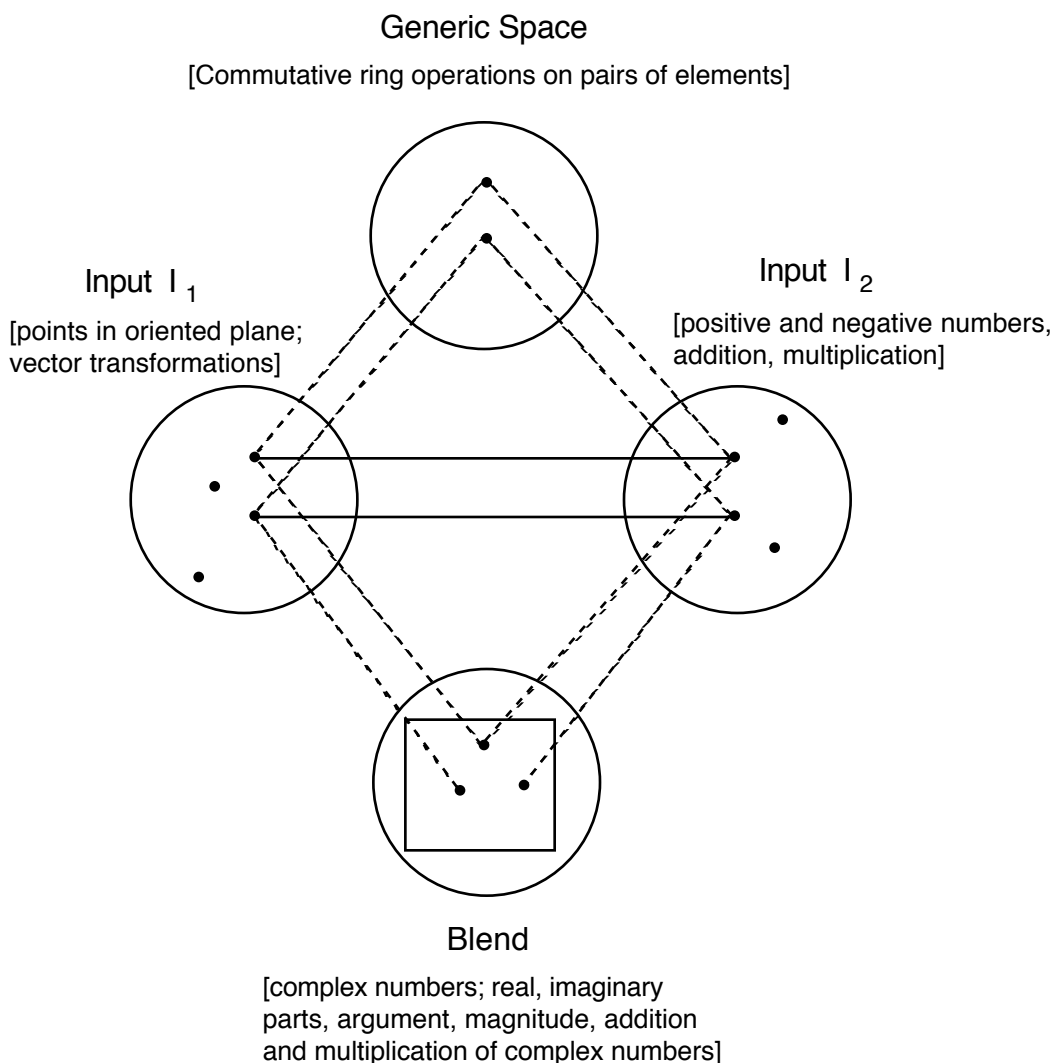 Generic Space
[Commutative ring operations on pairs of elements]
Input I 1
[points in oriented plane;
vector transformations]
Input I 2
[positive and negative numbers,
addition, multiplication]
Blend
[complex numbers; real, imaginary
parts, argument, magnitude, addition
and multiplication of complex numbers]